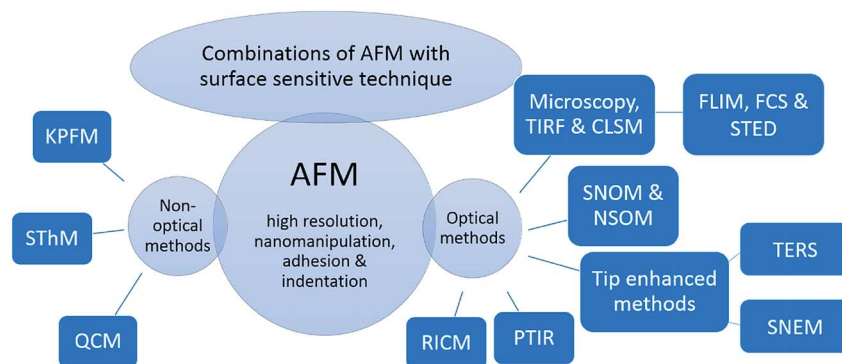 Combinations of AFM with
surface sensitive technique
KPFM
SThM
QCM
Non-
optical
methods
AFM
high resolution,
nanomanipulation,
adhesion &
indentation
Optical
methods
Microscopy,
TIRF & CLSM
FLIM, FCS &
STED
SNOM &
NSOM
Tip enhanced
methods
TERS
SNEM
RICM
PTIR